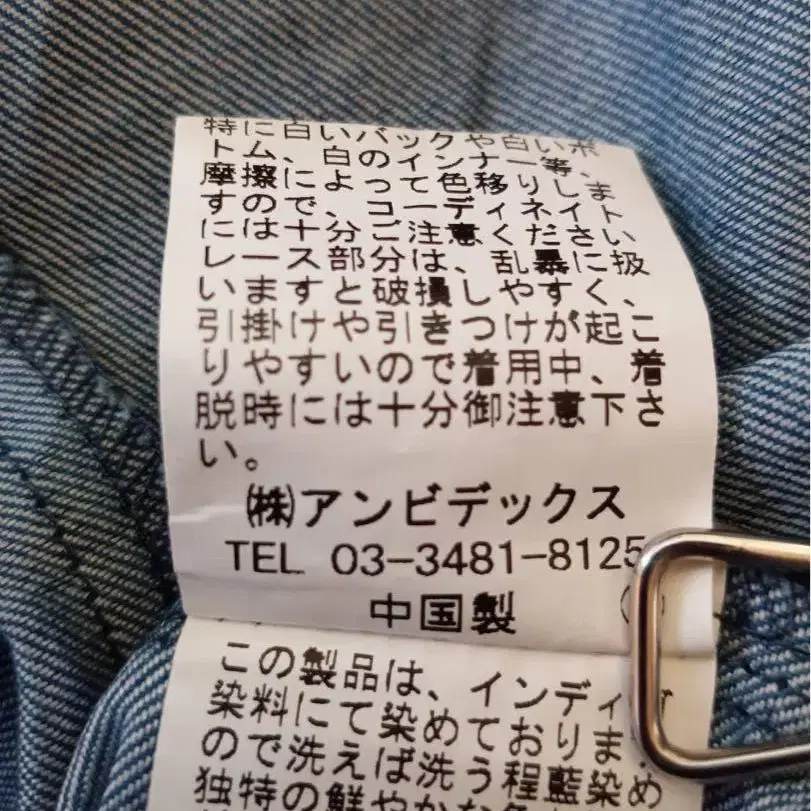 特に白いバックや白いボ
トム、白のインナー等、
摩擦によって色移りしま
すので、コーディネイト
には十分ご注意ください
レース部分は、乱暴に扱
いますと破損しやすく、
引掛けや引きつけが起こ
りやすいので着用中、着
脱時には十分御注意下さ
い。
㈱アンビデックス
TEL 03-3481-8125
中国製
この製品は、インディ
染料にて染めておりま
ので洗えば洗う程藍染め
独特の鮮やかな